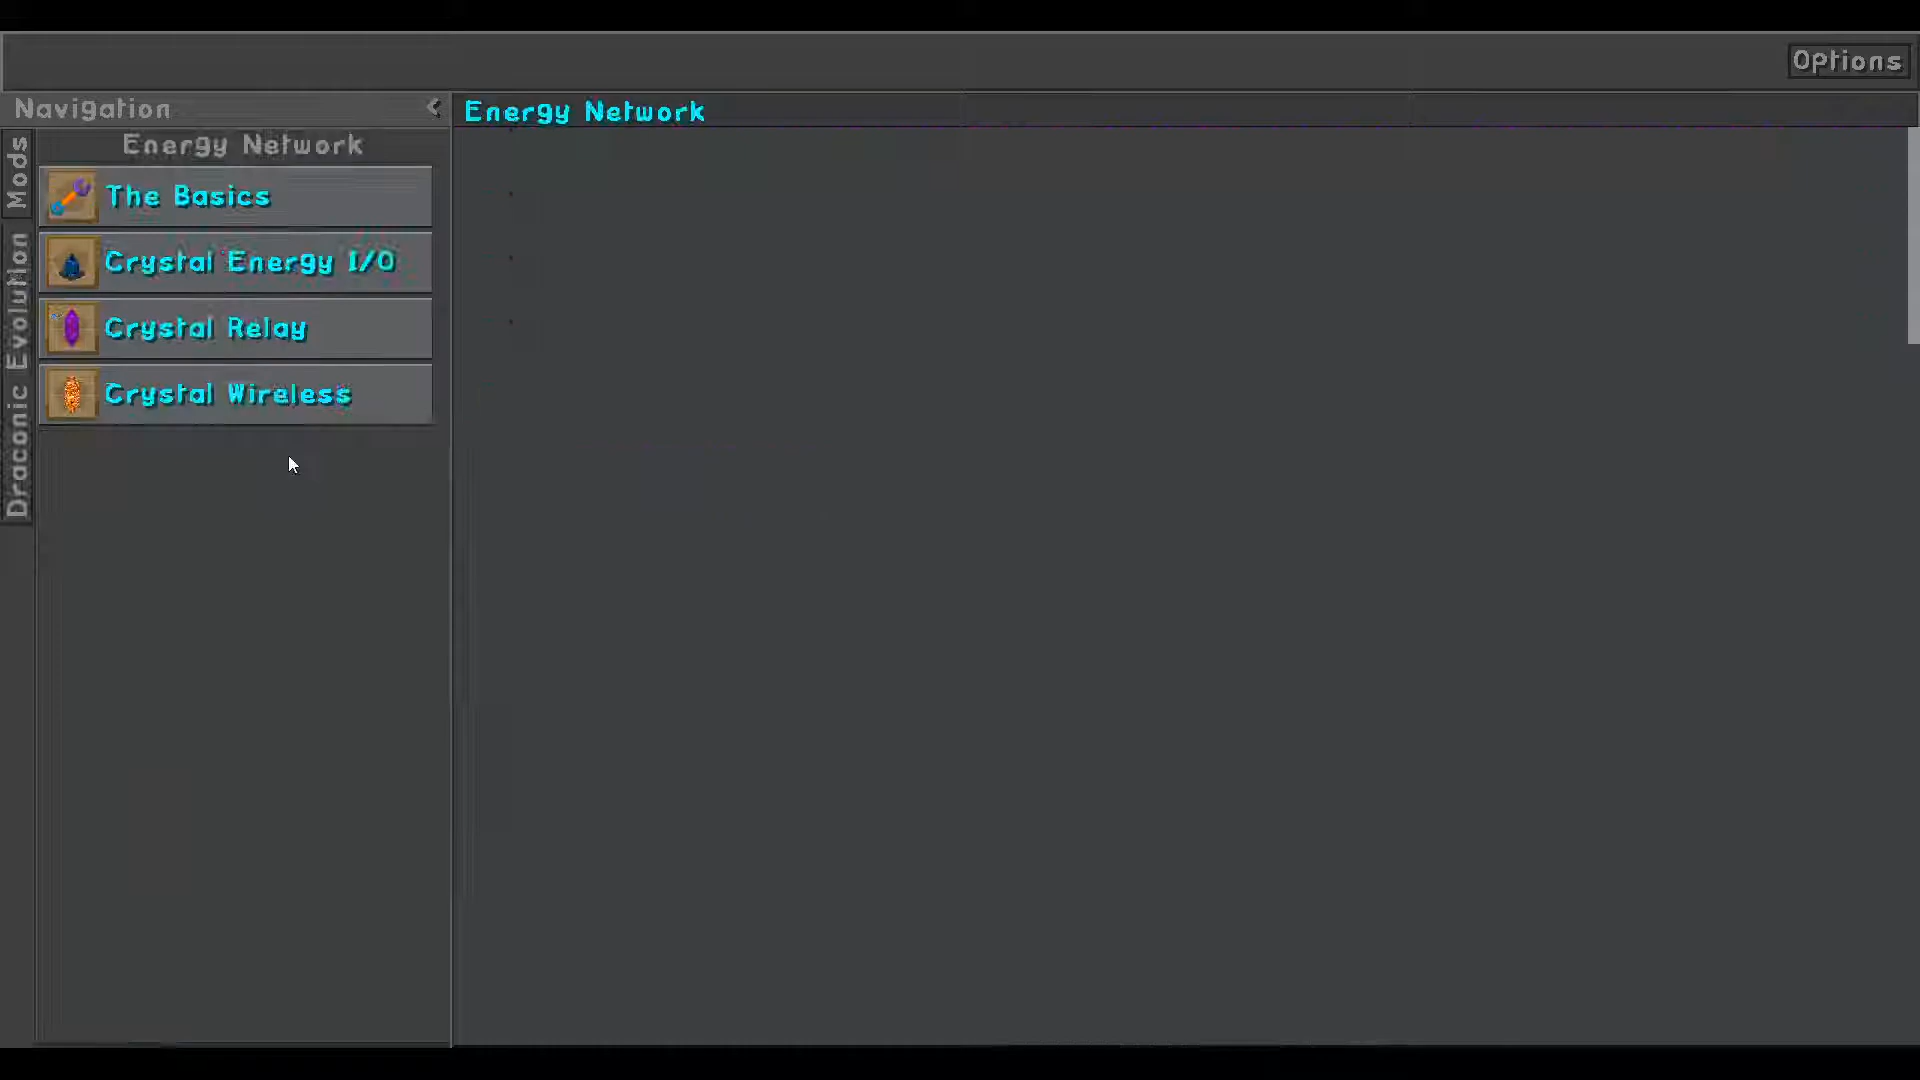 Options
Navigation
<
Energy Network
Energy Network
Mods
Draconic Evolution
The Basics
Crystal Energy I/O
Crystal Relay
Crystal Wireless